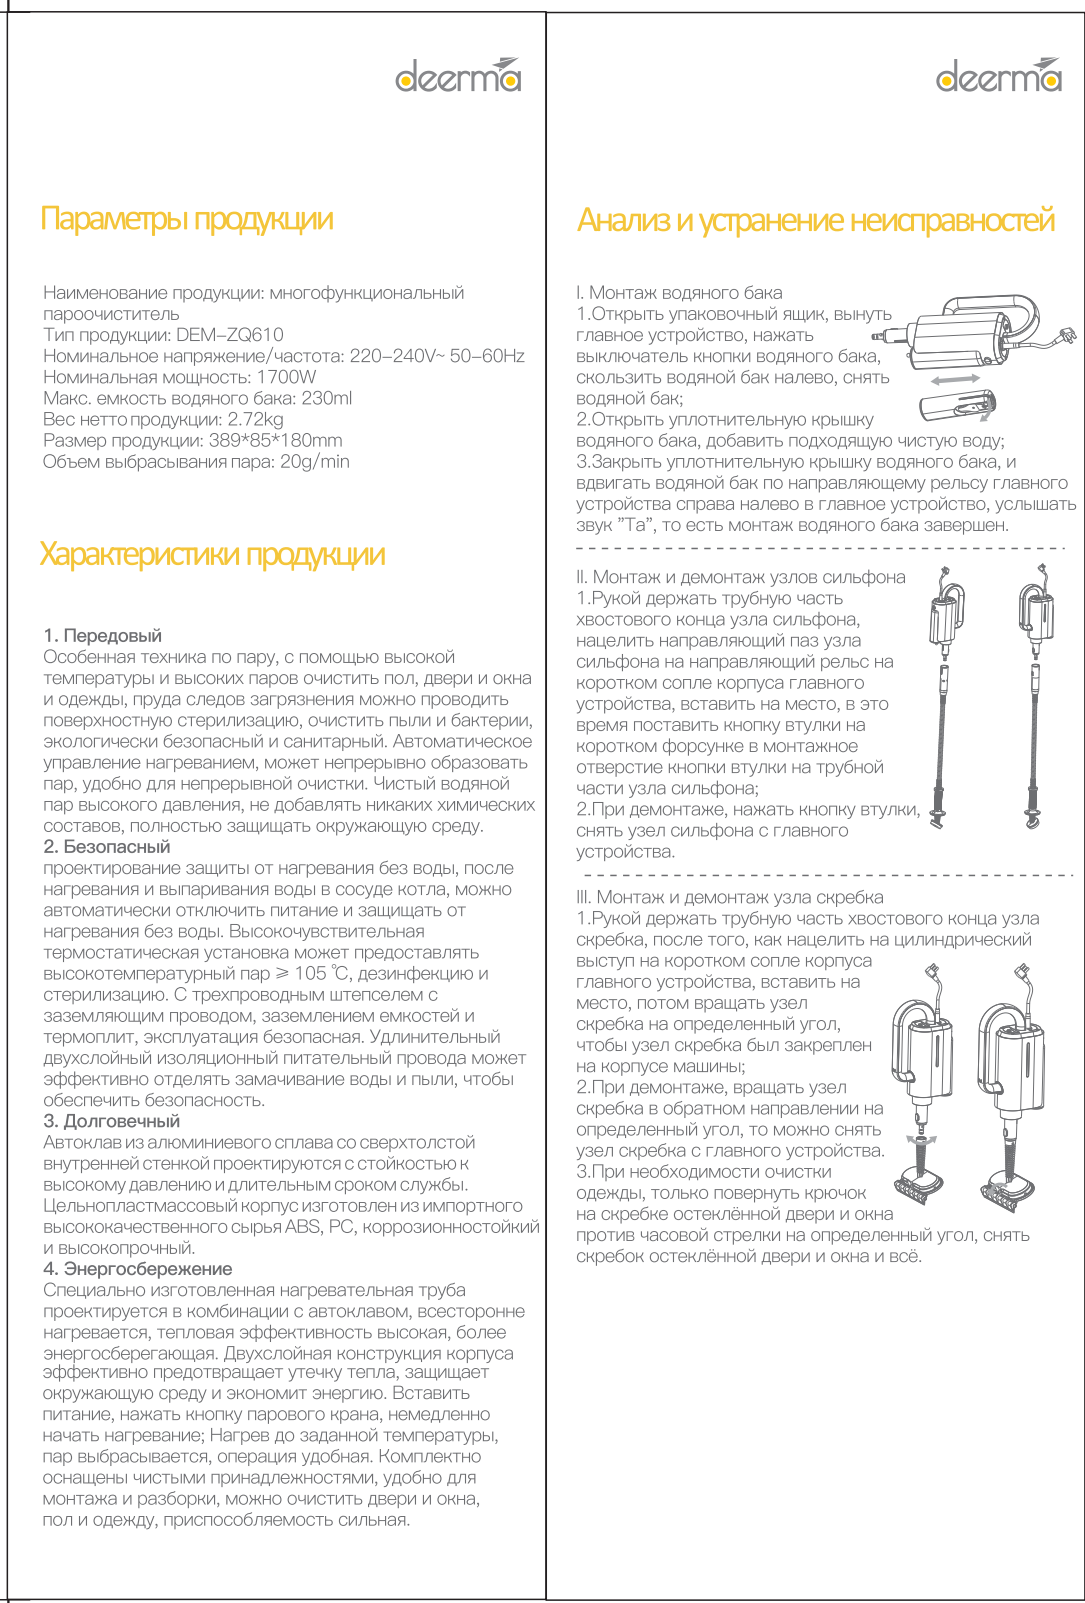 deerma
Параметры продукции
Наименование продукции: многофункциональный
пароочиститель
Тип продукции: DEM-ZQ610
Номинальное напряжение/частота: 220-240V~ 50-60Hz
Номинальная мощность: 1700W
Макс. емкость водяного бака: 230ml
Вес нетто продукции: 2.72kg
Размер продукции: 389*85*180mm
Объем выбрасывания пара: 20g/min
Характеристики продукции
1. Передовый
Особенная техника по пару, с помощью высокой
температуры и высоких паров очистить пол, двери и окна
и одежды, пруда следов загрязнения можно проводить
поверхностную стерилизацию, очистить пыли и бактерии,
экологически безопасный и санитарный. Автоматическое
управление нагреванием, может непрерывно образовать
пар, удобно для непрерывной очистки. Чистый водяной
пар высокого давления, не добавлять никаких химических
составов, полностью защищать окружающую среду.
2. Безопасный
проектирование защиты от нагревания без воды, после
нагревания и выпаривания воды в сосуде котла, можно
автоматически отключить питание и защищать от
нагревания без воды. Высокочувствительная
термостатическая установка может предоставлять
высокотемпературный пар ≥ 105 ℃, дезинфекцию и
стерилизацию. С трехпроводным штепселем с
заземляющим проводом, заземлением емкостей и
термоплит, эксплуатация безопасная. Удлинительный
двухслойный изоляционный питательный провода может
эффективно отделять замачивание воды и пыли, чтобы
обеспечить безопасность.
3. Долговечный
Автоклав из алюминиевого сплава со сверхтолстой
внутренней стенкой проектируются с стойкостью к
высокому давлению и длительным сроком службы.
Цельнопластмассовый корпус изготовлен из импортного
высококачественного сырья ABS, PC, коррозионностойкий
и высокопрочный.
4. Энергосбережение
Специально изготовленная нагревательная труба
проектируется в комбинации с автоклавом, всесторонне
нагревается, тепловая эффективность высокая, более
энергосберегающая. Двухслойная конструкция корпуса
эффективно предотвращает утечку тепла, защищает
окружающую среду и экономит энергию. Вставить
питание, нажать кнопку парового крана, немедленно
начать нагревание; Нагрев до заданной температуры,
пар выбрасывается, операция удобная. Комплектно
оснащены чистыми принадлежностями, удобно для
монтажа и разборки, можно очистить двери и окна,
пол и одежду, приспособляемость сильная.
deerma
Анализ и устранение неисправностей
I. Монтаж водяного бака
1.Открыть упаковочный ящик, вынуть
главное устройство, нажать
выключатель кнопки водяного бака,
скользить водяной бак налево, снять
водяной бак;
2.Открыть уплотнительную крышку
водяного бака, добавить подходящую чистую воду;
3.Закрыть уплотнительную крышку водяного бака, и
вдвигать водяной бак по направляющему рельсу главного
устройства справа налево в главное устройство, услышать
звук ”Та”, то есть монтаж водяного бака завершен.
II. Монтаж и демонтаж узлов сильфона
1.Рукой держать трубную часть
хвостового конца узла сильфона,
нацелить направляющий паз узла
сильфона на направляющий рельс на
коротком сопле корпуса главного
устройства, вставить на место, в это
время поставить кнопку втулки на
коротком форсунке в монтажное
отверстие кнопки втулки на трубной
части узла сильфона;
2.При демонтаже, нажать кнопку втулки,
снять узел сильфона с главного
устройства.
III. Монтаж и демонтаж узла скребка
1.Рукой держать трубную часть хвостового конца узла
скребка, после того, как нацелить на цилиндрический
выступ на коротком сопле корпуса
главного устройства, вставить на
место, потом вращать узел
скребка на определенный угол,
чтобы узел скребка был закреплен
на корпусе машины;
2.При демонтаже, вращать узел
скребка в обратном направлении на
определенный угол, то можно снять
узел скребка с главного устройства.
3.При необходимости очистки
одежды, только повернуть крючок
на скребке остеклённой двери и окна
против часовой стрелки на определенный угол, снять
скребок остеклённой двери и окна и всё.